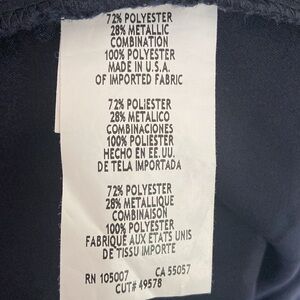 72% POLYESTER
28% METALLIC
COMBINATION
100% POLYESTER
MADE IN U.S.A.
OF IMPORTED FABRIC
72% POLIESTER
28% METALICO
COMBINACIONES
100% POLIESTER
HECHO EN EE.UU.
DE TELA IMPORTADA
72% POLYESTER
28% METALLIQUE
COMBINAISON
100% POLYESTER
FABRIQUE AUX ETATS UNIS
DE TISSU IMPORTE
RN 105007 CA 55057
CUT# 49578